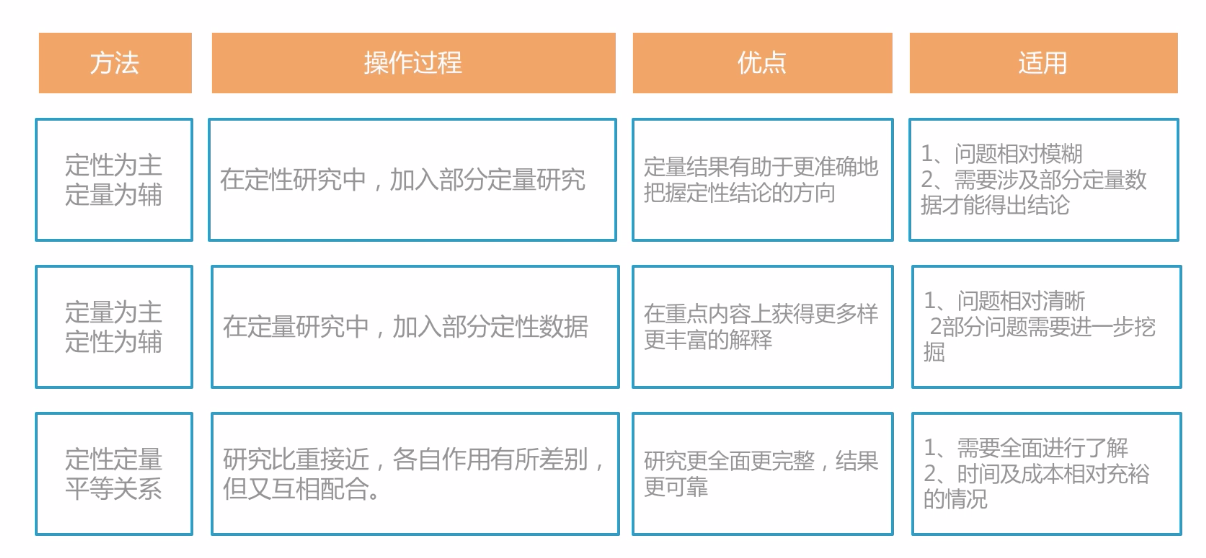 方法
操作过程
优点
适用
定性为主
定量为辅
在定性研究中，加入部分定量研究
定量结果有助于更准确地
把握定性结论的方向
1、问题相对模糊
2、需要涉及部分定量数
据才能得出结论
定量为主
定性为辅
在定量研究中，加入部分定性数据
在重点内容上获得更多样
更丰富的解释
1、问题相对清晰
2部分问题需要进一步挖
掘
定性定量
平等关系
研究比重接近，各自作用有所差别，
但又互相配合。
研究更全面更完整，结果
更可靠
1、需要全面进行了解
2、时间及成本相对充裕
的情况